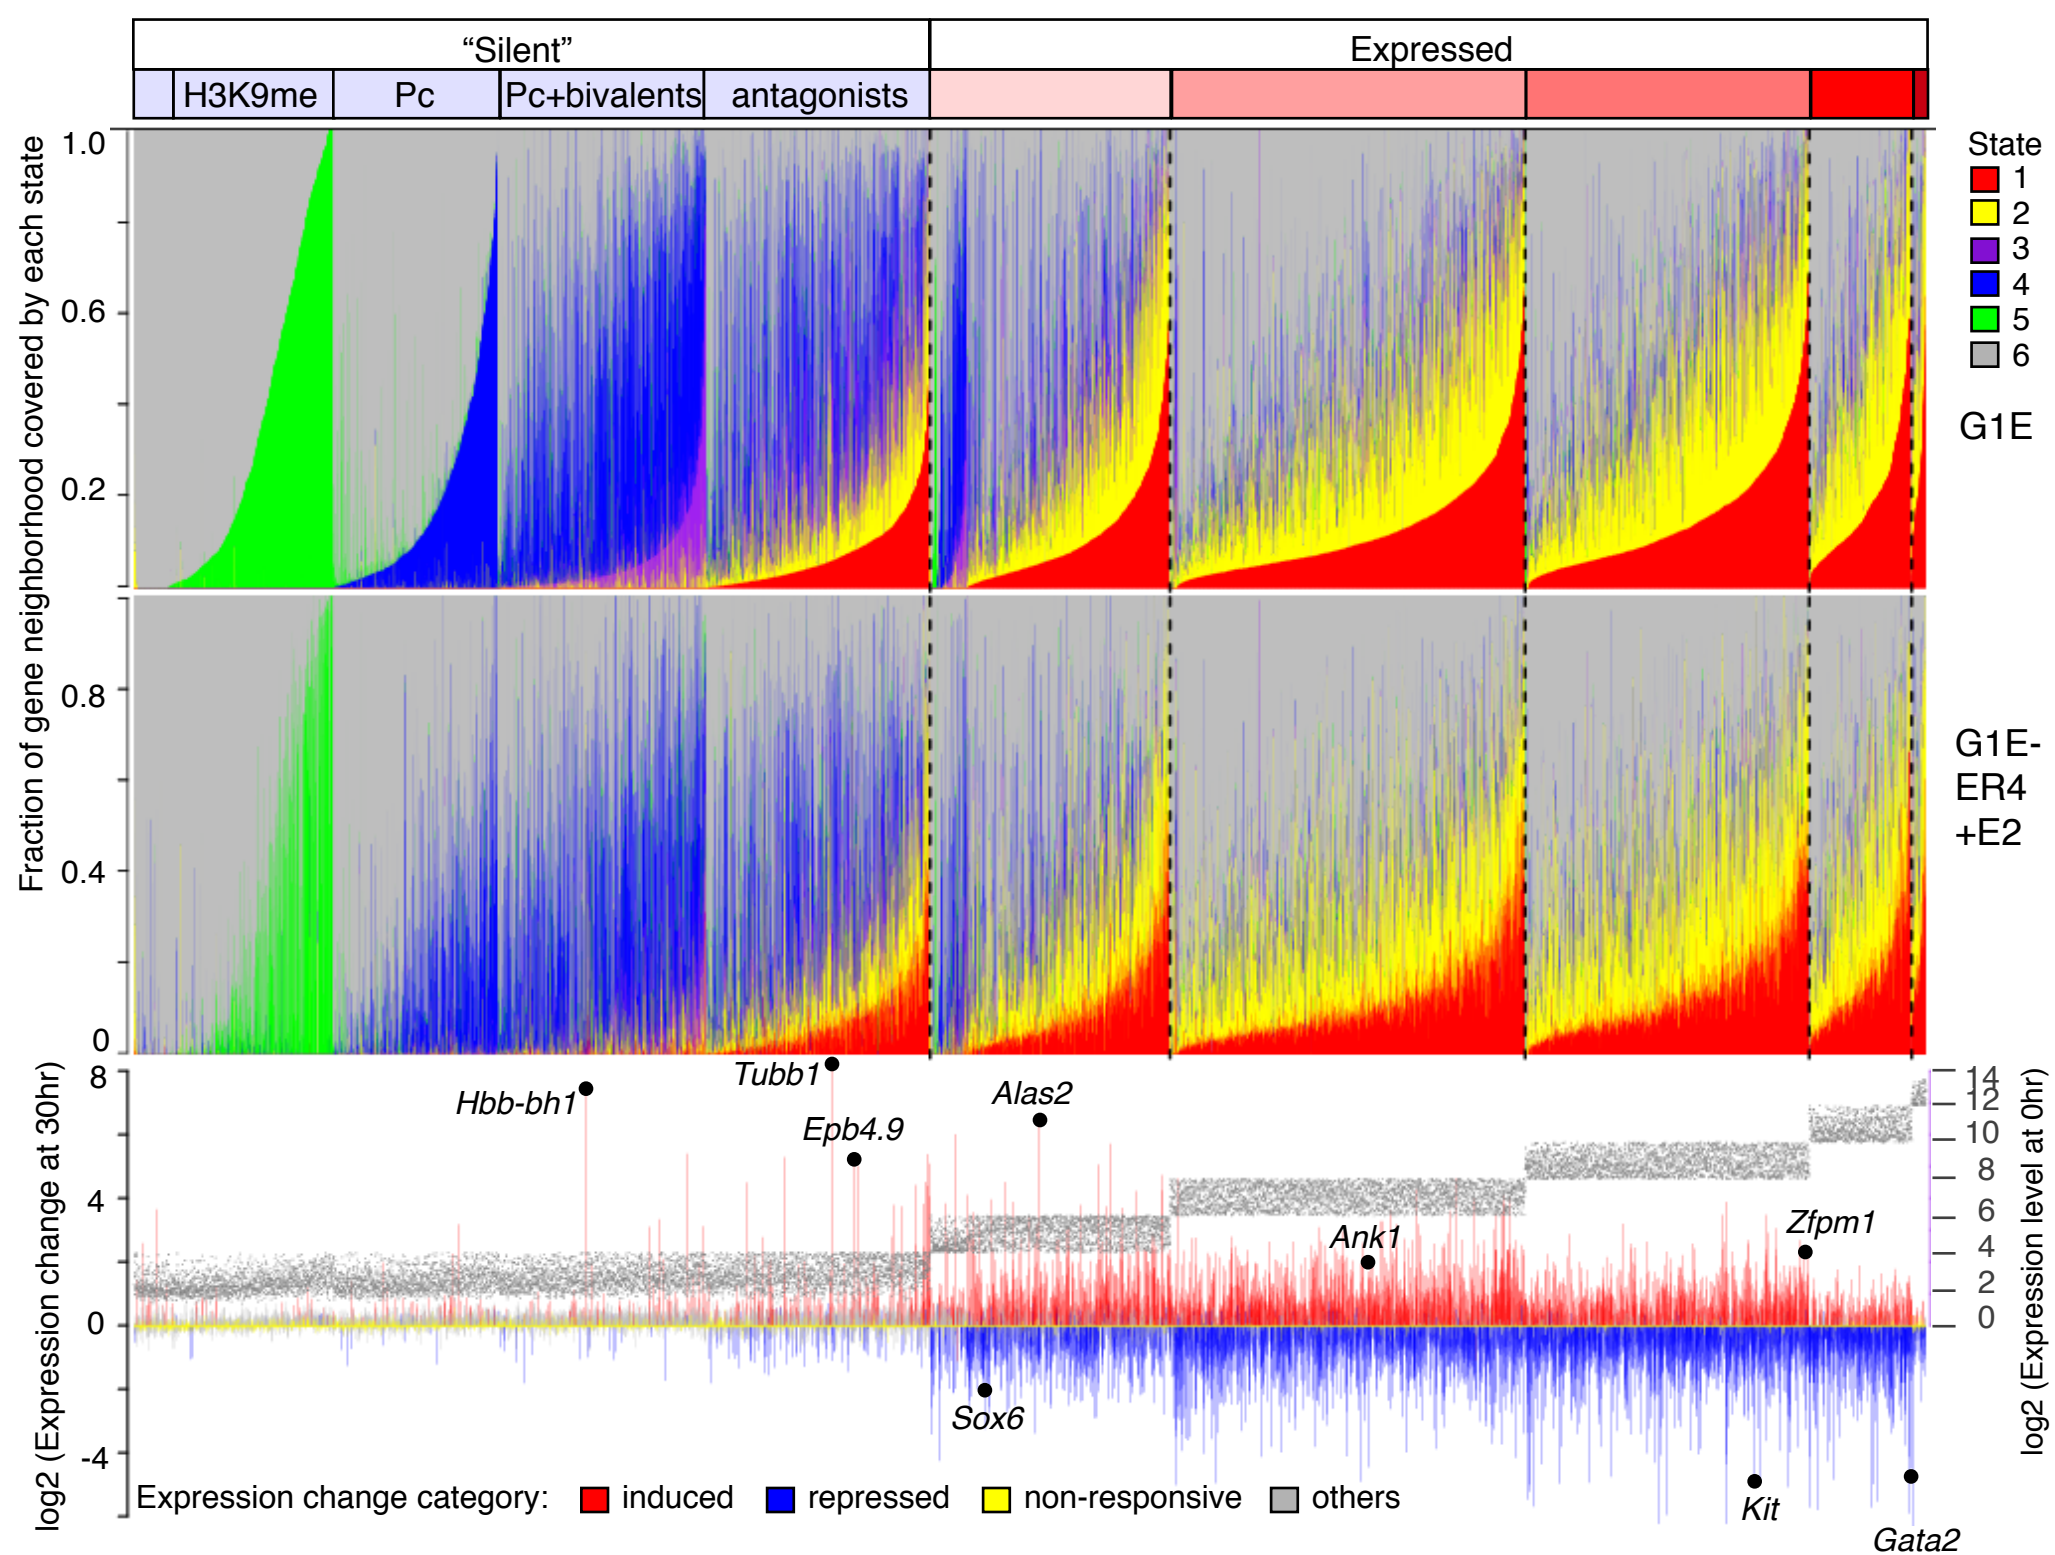 “Silent”
Expressed
H3K9me
Pc
Pc+bivalents
antagonists
Fraction of gene neighborhood covered by each state
1.0
0.6
0.2
State
1
2
3
4
5
6
G1E
0.8
0.4
0
G1E-
ER4
+E2
log2 (Expression change at 30hr)
8
4
0
-4
Hbb-bh1
Tubb1
Epb4.9
Alas2
Ank1
Zfpm1
Sox6
Kit
Gata2
14
12
10
8
6
4
2
0
log2 (Expression level at 0hr)
Expression change category: induced repressed non-responsive others